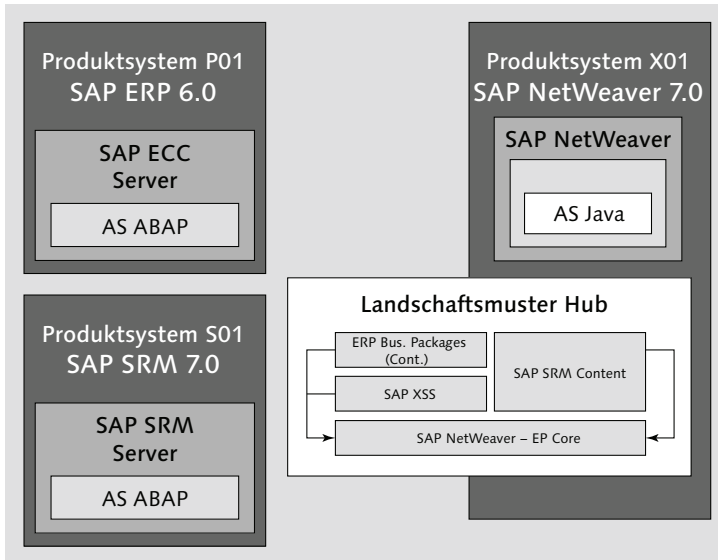 Produktsystem P01
SAP ERP 6.0
SAP ECC
Server
AS ABAP
Produktsystem S01
SAP SRM 7.0
SAP SRM
Server
AS ABAP
Produktsystem X01
SAP NetWeaver 7.0
SAP NetWeaver
AS Java
Landschaftsmuster Hub
ERP Bus. Packages
(Cont.)
SAP XSS
SAP SRM Content
SAP NetWeaver – EP Core